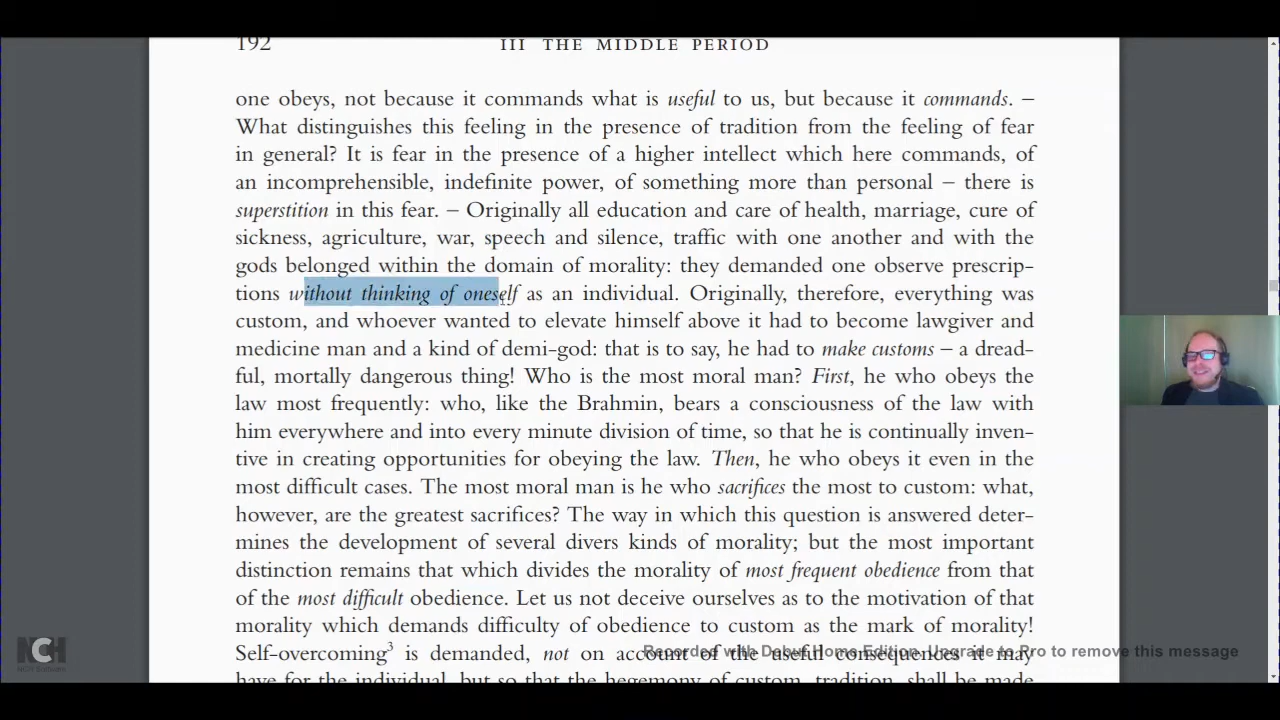 192
III THE MIDDLE PERIOD
one obeys, not because it commands what is useful to us, but because it commands. –
What distinguishes this feeling in the presence of tradition from the feeling of fear
in general? It is fear in the presence of a higher intellect which here commands, of
an incomprehensible, indefinite power, of something more than personal – there is
superstition in this fear. – Originally all education and care of health, marriage, cure of
sickness, agriculture, war, speech and silence, traffic with one another and with the
gods belonged within the domain of morality: they demanded one observe prescrip-
tions without thinking of oneself as an individual. Originally, therefore, everything was
custom, and whoever wanted to elevate himself above it had to become lawgiver and
medicine man and a kind of demi-god: that is to say, he had to make customs – a dread-
ful, mortally dangerous thing! Who is the most moral man? First, he who obeys the
law most frequently: who, like the Brahmin, bears a consciousness of the law with
him everywhere and into every minute division of time, so that he is continually inven-
tive in creating opportunities for obeying the law. Then, he who obeys it even in the
most difficult cases. The most moral man is he who sacrifices the most to custom: what,
however, are the greatest sacrifices? The way in which this question is answered deter-
mines the development of several divers kinds of morality; but the most important
distinction remains that which divides the morality of most frequent obedience from that
of the most difficult obedience. Let us not deceive ourselves as to the motivation of that
morality which demands difficulty of obedience to custom as the mark of morality!
Self-overcoming³ is demanded, not on account of the useful consequences it may
have for the individual, but so that the hegemony of custom, tradition, shall be made
Recorded with Debut Home Edition. Upgrade to Pro to remove this message
NCH